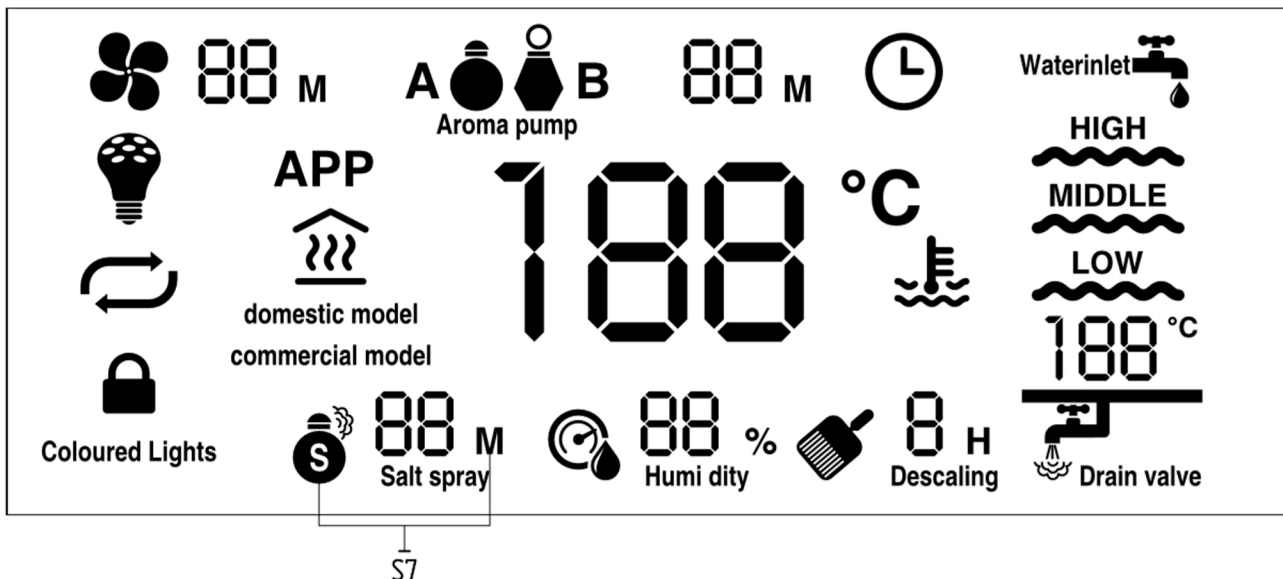 88 M
A B
Aroma pump
88 M
Waterinlet
HIGH
MIDDLE
LOW
188 °C
APP
188 °C
domestic model
commercial model
Coloured Lights
S
88 M
Salt spray
88 %
Humi dity
8 H
Descaling
Drain valve
S7